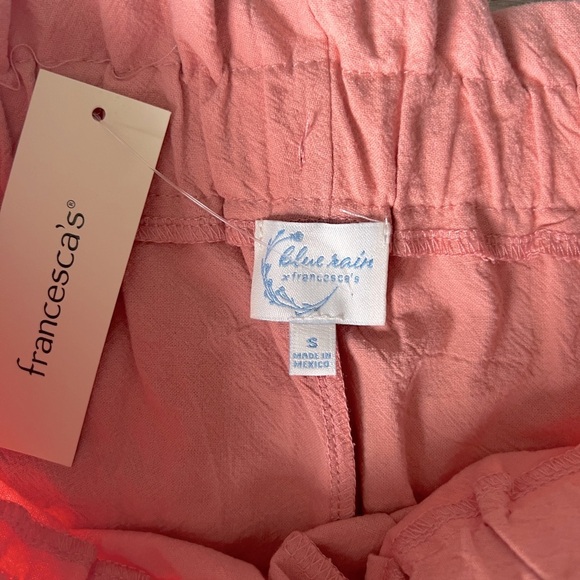 francesca's®
blue rain
x francesca's
S
MADE IN
MEXICO